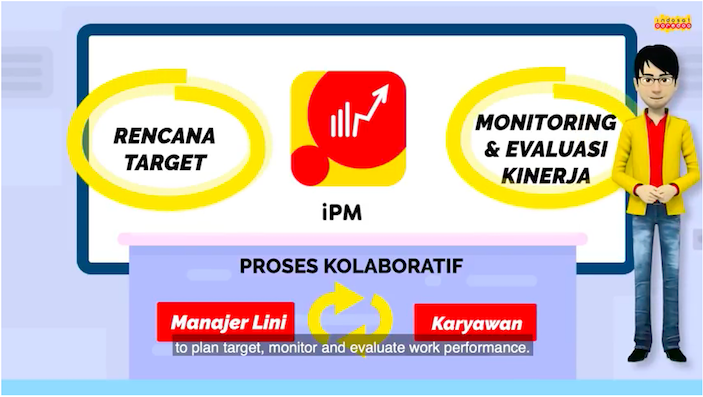 indosat
ooredoo
RENCANA
TARGET
iPM
MONITORING
& EVALUASI
KINERJA
PROSES KOLABORATIF
Manajer Lini
Karyawan
to plan target, monitor and evaluate work performance.